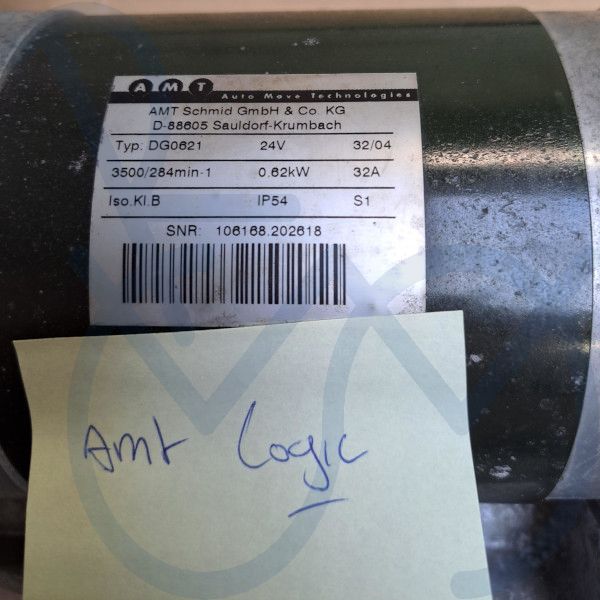 AMT
Auto Move Technologies
AMT Schmid GmbH & Co. KG
D-88605 Sauldorf-Krumbach
Typ: DG0621 24V 32/04
3500/284min-1 0.62kW 32A
Iso.Kl.B IP54 S1
SNR: 106168.202618
Amt Logic